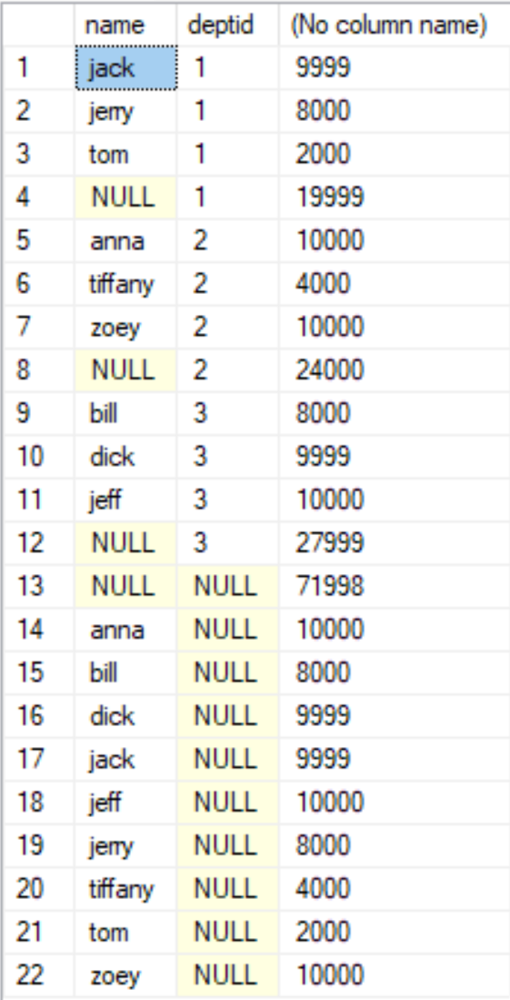 name deptid (No column name)
1 jack 1 9999
2 jerry 1 8000
3 tom 1 2000
4 NULL 1 19999
5 anna 2 10000
6 tiffany 2 4000
7 zoey 2 10000
8 NULL 2 24000
9 bill 3 8000
10 dick 3 9999
11 jeff 3 10000
12 NULL 3 27999
13 NULL NULL 71998
14 anna NULL 10000
15 bill NULL 8000
16 dick NULL 9999
17 jack NULL 9999
18 jeff NULL 10000
19 jerry NULL 8000
20 tiffany NULL 4000
21 tom NULL 2000
22 zoey NULL 10000